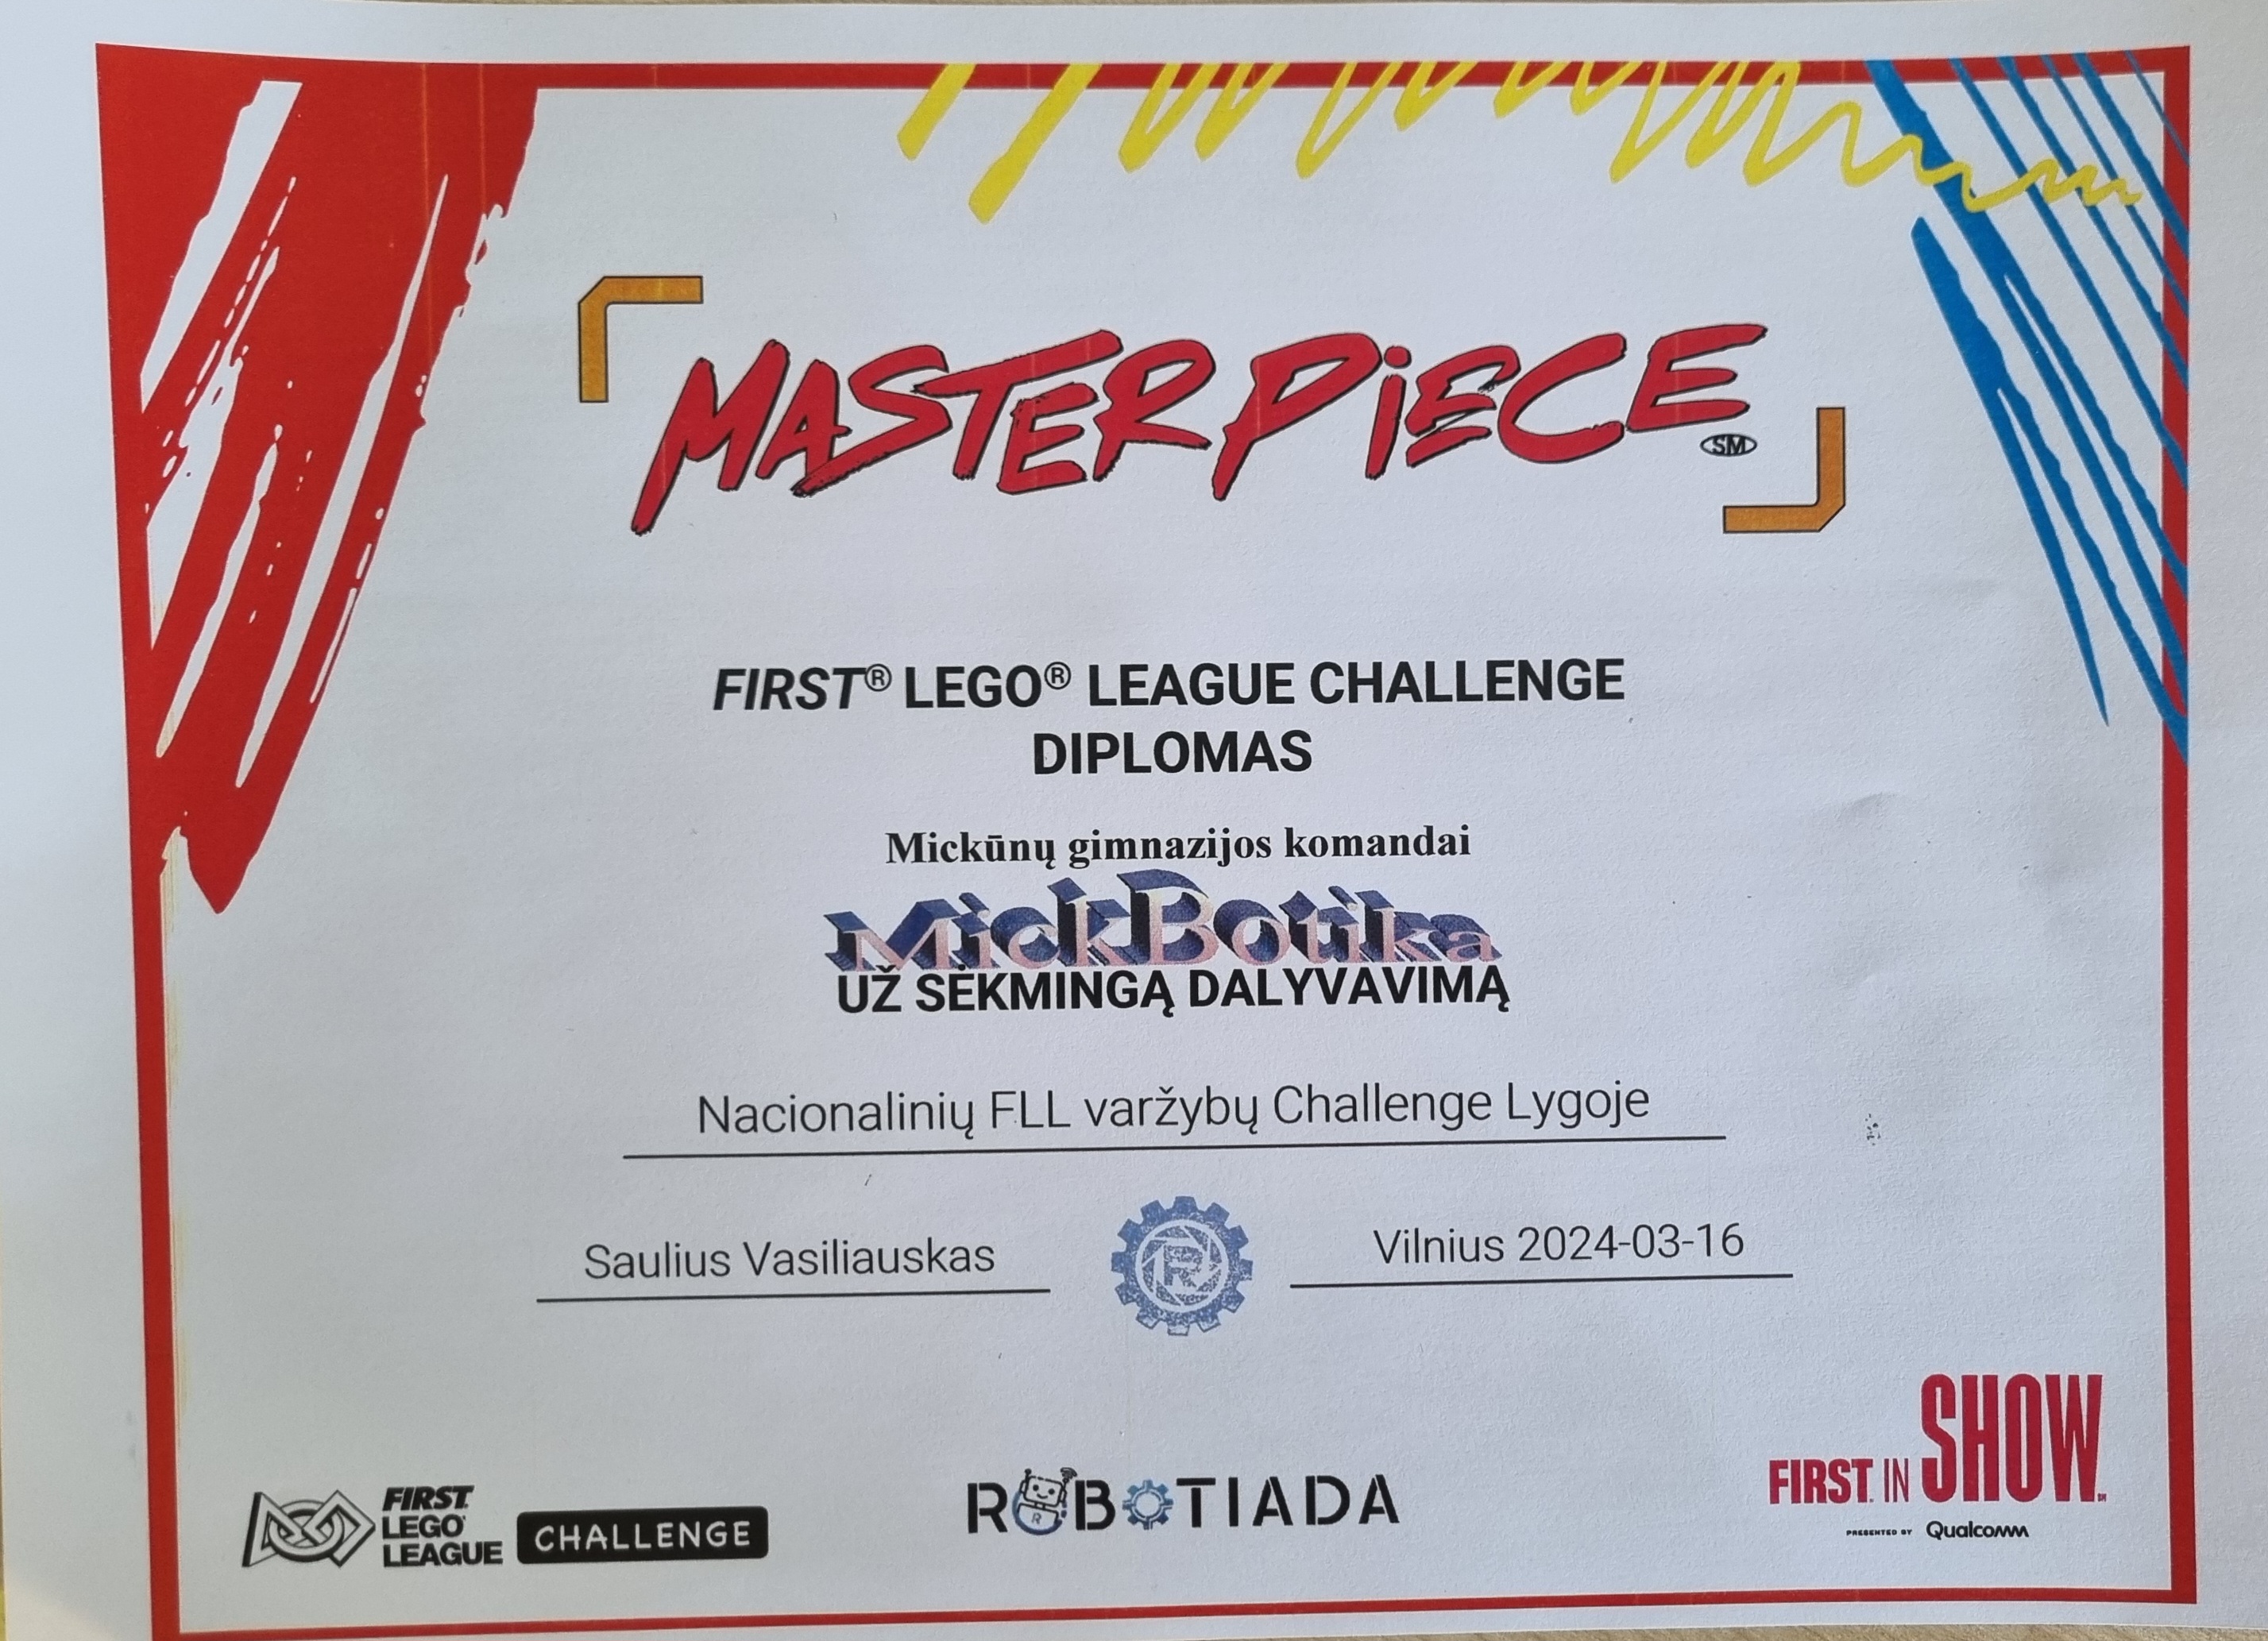 MASTERPIECE SM
FIRST® LEGO® LEAGUE CHALLENGE
DIPLOMAS
Mickūnų gimnazijos komandai
MickBotika
UŽ SĖKMINGĄ DALYVAVIMĄ
Nacionalinių FLL varžybų Challenge Lygoje
Saulius Vasiliauskas
R
Vilnius 2024-03-16
FIRST
LEGO
LEAGUE
CHALLENGE
ROBOTIADA
R
FIRST IN SHOW
PRESENTED BY Qualcomm